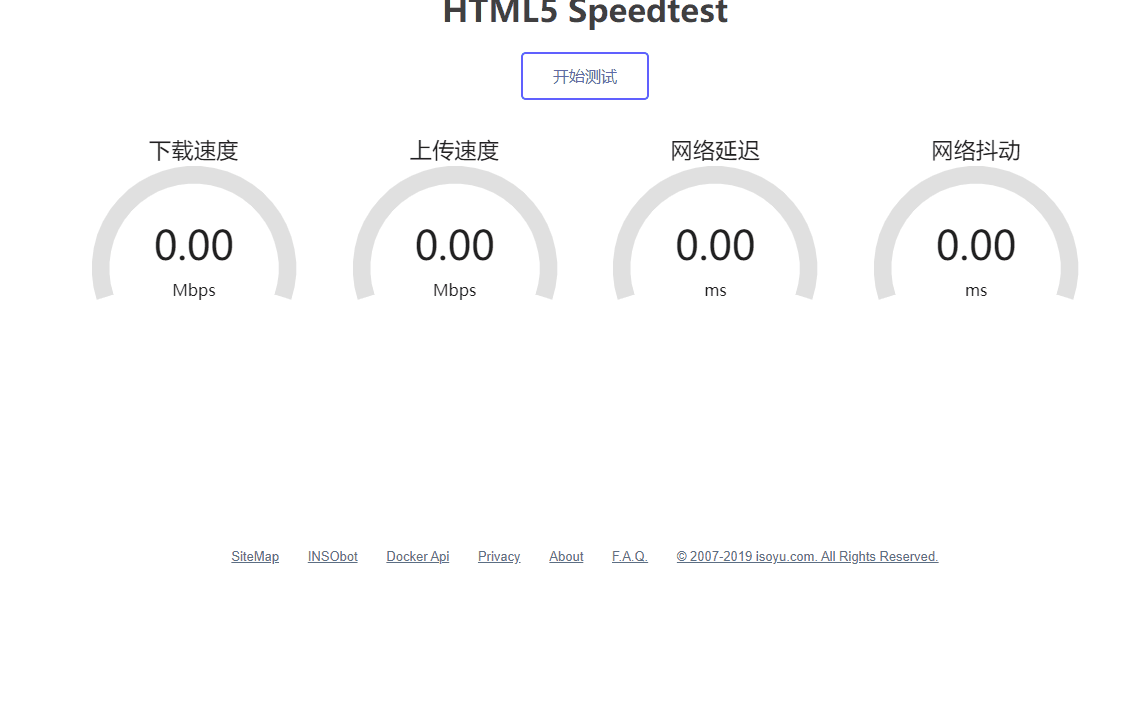 HTML5 Speedtest
开始测试
下载速度 上传速度 网络延迟 网络抖动
0.00 0.00 0.00 0.00
Mbps Mbps ms ms
SiteMap INSObot Docker Api Privacy About F.A.Q. © 2007-2019 isoyu.com. All Rights Reserved.